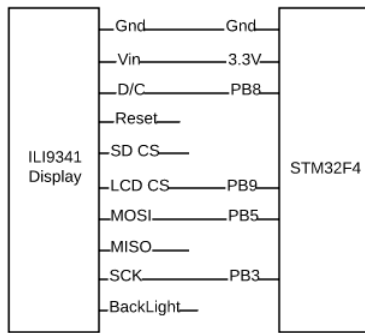 Gnd Gnd
Vin 3.3V
D/C PB8
Reset
SD CS
ILI9341
Display
STM32F4
LCD CS PB9
MOSI PB5
MISO
SCK PB3
BackLight